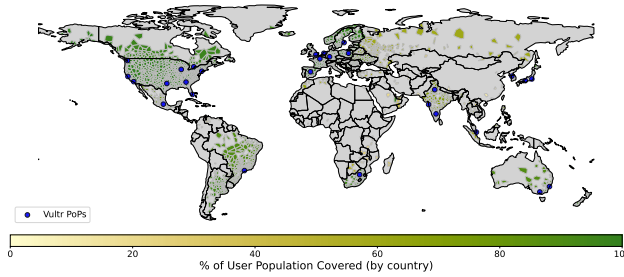 Vultr PoPs
0 20 40 60 80 10
% of User Population Covered (by country)